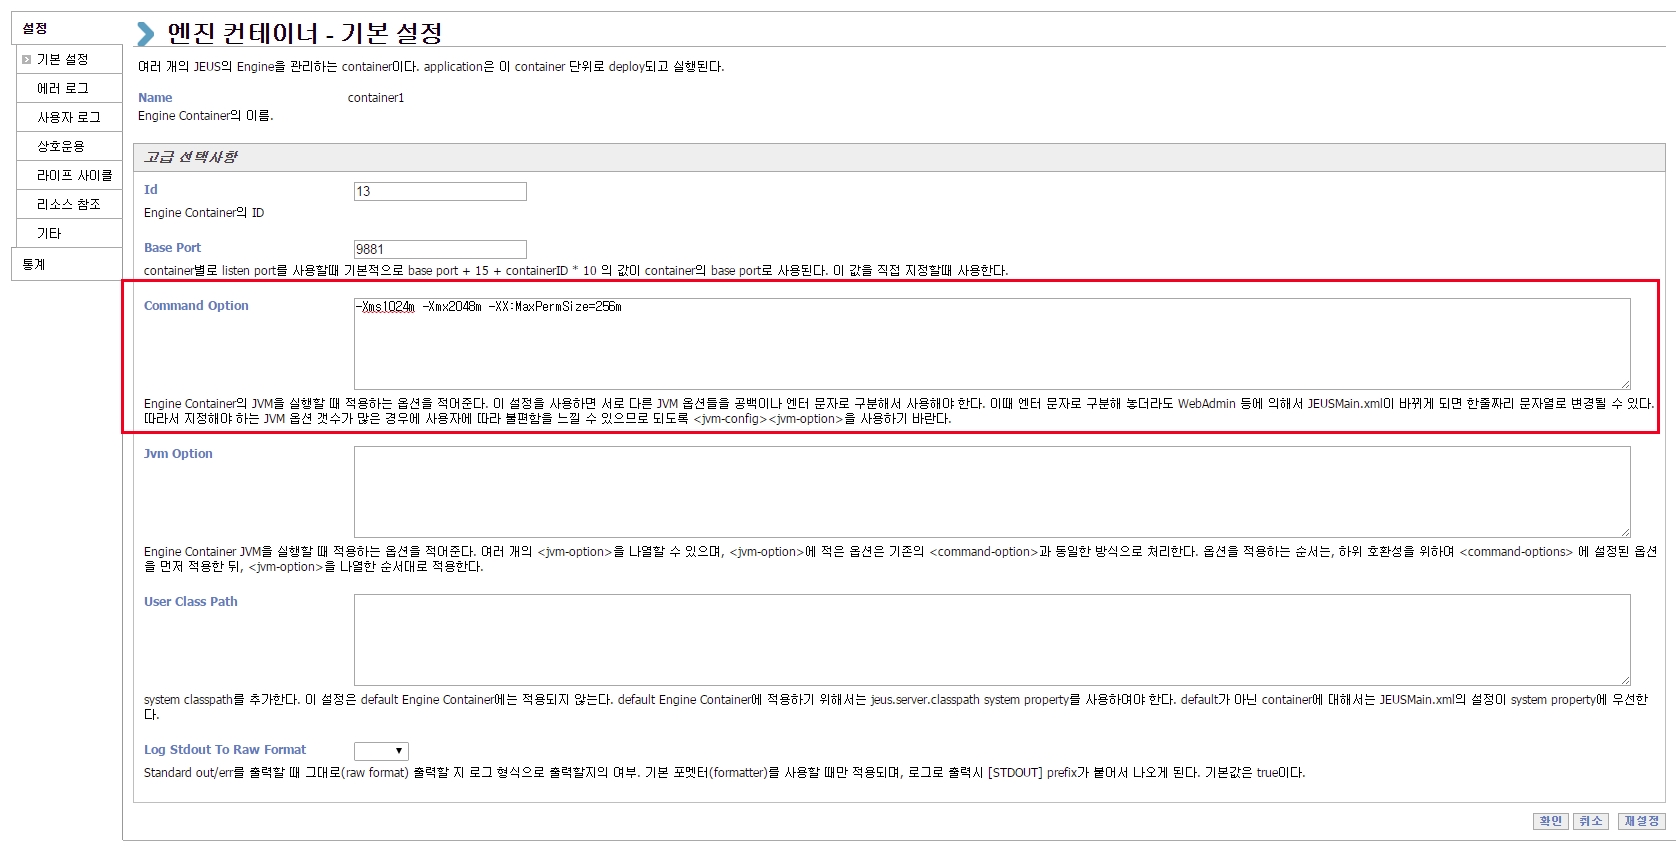 설정
기본 설정
에러 로그
사용자 로그
상호운용
라이프 사이클
리소스 참조
기타
통계
엔진 컨테이너 - 기본 설정
여러 개의 JEUS의 Engine을 관리하는 container이다. application은 이 container 단위로 deploy되고 실행된다.
Name container1
Engine Container의 이름.
고급 선택사항
Id 13
Engine Container의 ID
Base Port 9881
container별로 listen port를 사용할때 기본적으로 base port + 15 + containerID * 10 의 값이 container의 base port로 사용된다. 이 값을 직접 지정할때 사용한다.
Command Option -Xms1024m -Xmx2048m -XX:MaxPermSize=256m
Engine Container의 JVM을 실행할 때 적용하는 옵션을 적어준다. 이 설정을 사용하면 서로 다른 JVM 옵션들을 공백이나 엔터 문자로 구분해서 사용해야 한다. 이때 엔터 문자로 구분해 놓더라도 WebAdmin 등에 의해서 JEUSMain.xml이 바뀌게 되면 한줄짜리 문자열로 변경될 수 있다.
따라서 지정해야 하는 JVM 옵션 갯수가 많은 경우에 사용자에 따라 불편함을 느낄 수 있으므로 되도록 <jvm-config><jvm-option>을 사용하기 바란다.
Jvm Option
Engine Container JVM을 실행할 때 적용하는 옵션을 적어준다. 여러 개의 <jvm-option>을 나열할 수 있으며, <jvm-option>에 적은 옵션은 기존의 <command-option>과 동일한 방식으로 처리한다. 옵션을 적용하는 순서는, 하위 호환성을 위하여 <command-options> 에 설정된 옵션
을 먼저 적용한 뒤, <jvm-option>을 나열한 순서대로 적용한다.
User Class Path
system classpath를 추가한다. 이 설정은 default Engine Container에는 적용되지 않는다. default Engine Container에 적용하기 위해서는 jeus.server.classpath system property를 사용하여야 한다. default가 아닌 container에 대해서는 JEUSMain.xml의 설정이 system property에 우선한
다.
Log Stdout To Raw Format
Standard out/err를 출력할 때 그대로(raw format) 출력할 지 로그 형식으로 출력할지의 여부. 기본 포멧터(formatter)를 사용할 때만 적용되며, 로그로 출력시 [STDOUT] prefix가 붙어서 나오게 된다. 기본값은 true이다.
확인 취소 재설정